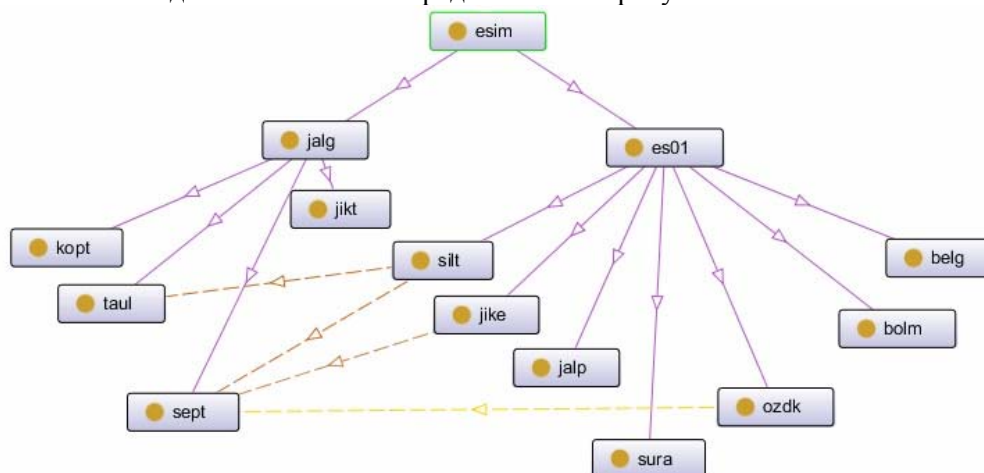 esim
jalg
es01
jikt
kopt
silt
belg
taul
jike
bolm
jalp
sept
ozdk
sura